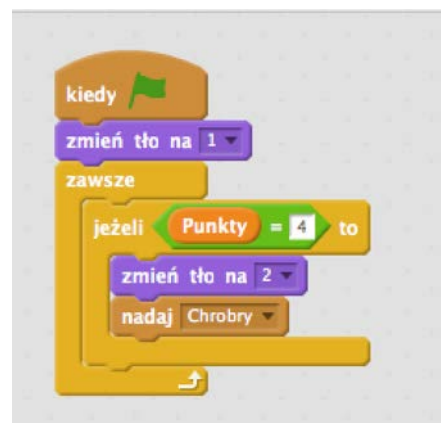 kiedy
zmień tło na 1
zawsze
jeżeli Punkty = 4 to
zmień tło na 2
nadaj Chrobry